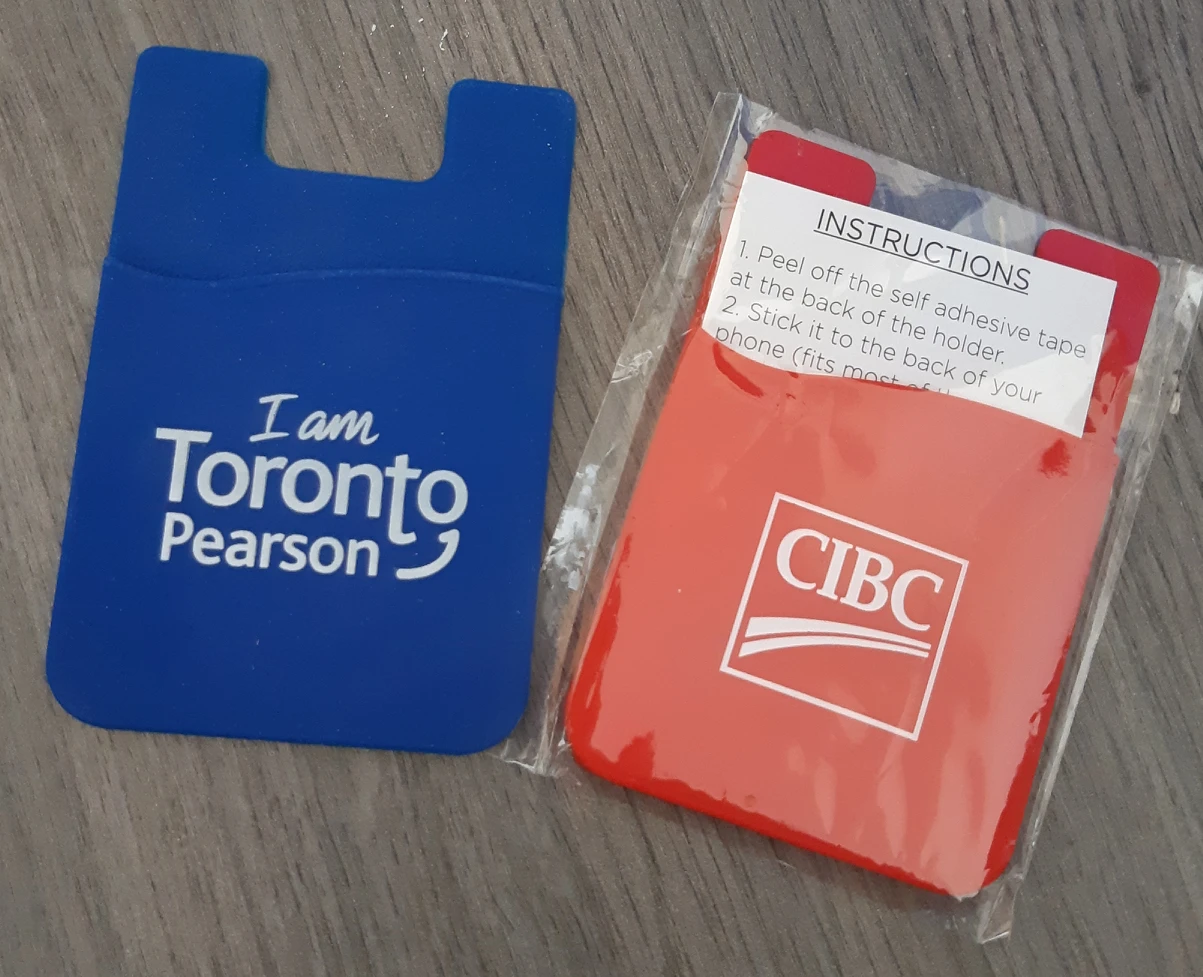 I am
Toronto
Pearson
INSTRUCTIONS
1. Peel off the self adhesive tape
at the back of the holder.
2. Stick it to the back of your
phone (fits most of
CIBC